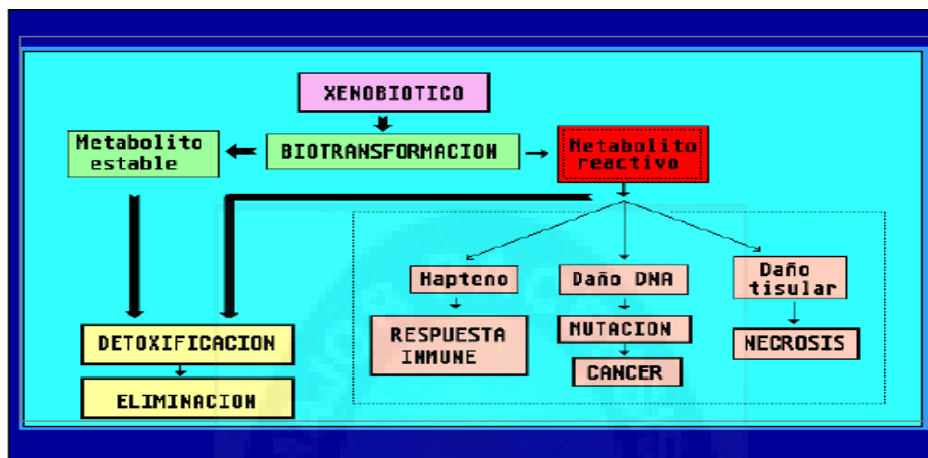 XENOBIOTICO
Metabolito
estable
BIOTRANSFORMACION
Metabolito
reactivo
Hapteno
Daño DNA
Daño
tisular
RESPUESTA
INMUNE
MUTACION
NECROSIS
CANCER
DETOXIFICACION
ELIMINACION